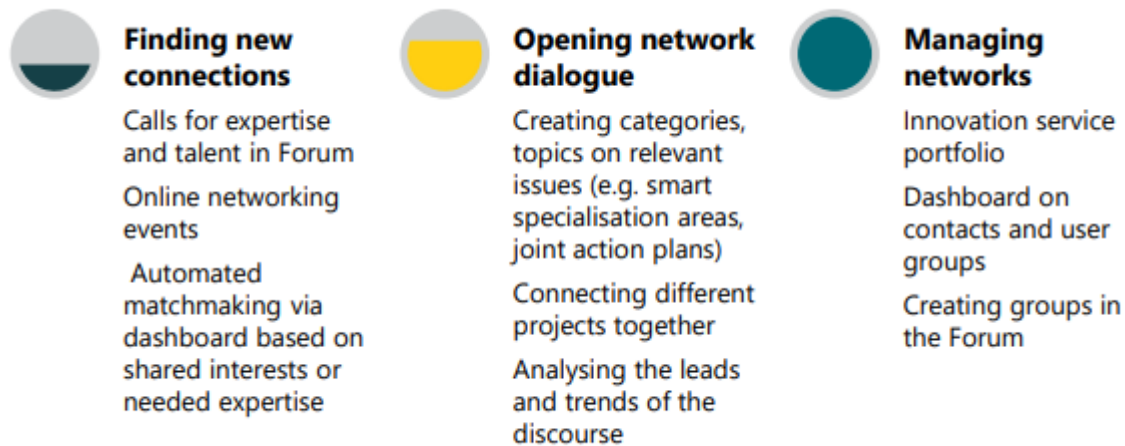 Finding new
connections
Calls for expertise
and talent in Forum
Online networking
events
Automated
matchmaking via
dashboard based on
shared interests or
needed expertise
Opening network
dialogue
Creating categories,
topics on relevant
issues (e.g. smart
specialisation areas,
joint action plans)
Connecting different
projects together
Analysing the leads
and trends of the
discourse
Managing
networks
Innovation service
portfolio
Dashboard on
contacts and user
groups
Creating groups in
the Forum